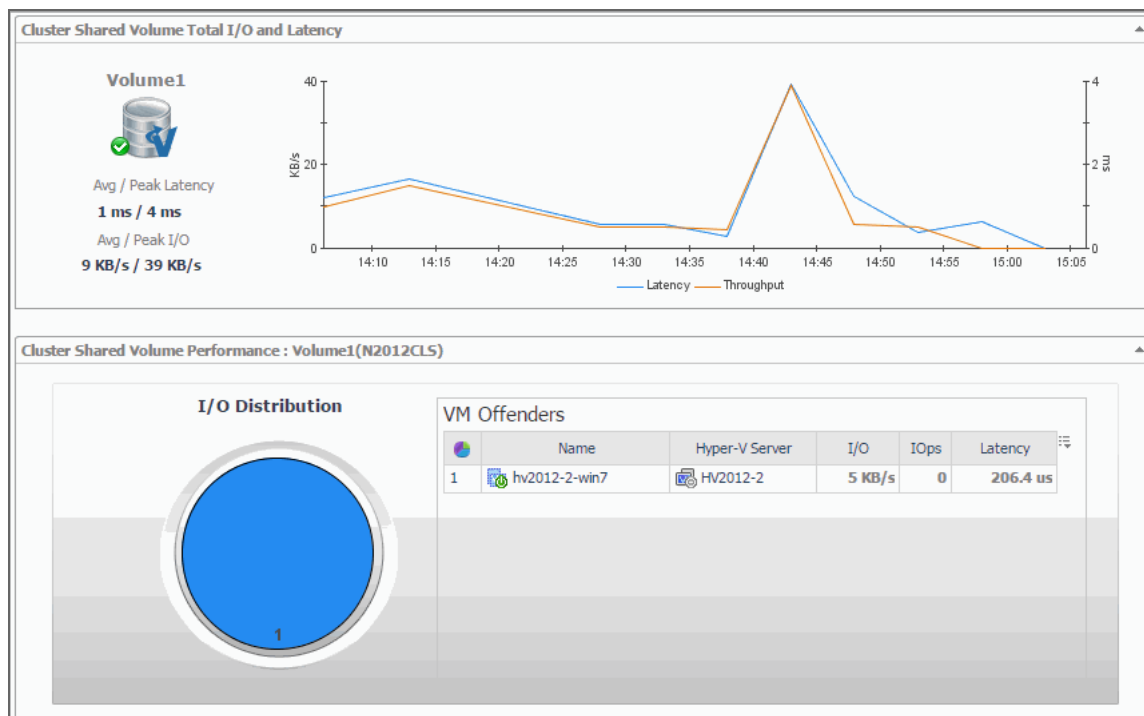 Cluster Shared Volume Total I/O and Latency
Volume1
Avg / Peak Latency
1 ms / 4 ms
Avg / Peak I/O
9 KB/s / 39 KB/s
40
20
0
KB/s
4
2
0
ms
14:10 14:15 14:20 14:25 14:30 14:35 14:40 14:45 14:50 14:55 15:00 15:05
Latency Throughput
Cluster Shared Volume Performance : Volume1(N2012CLS)
I/O Distribution
1
VM Offenders
Name Hyper-V Server I/O IOps Latency
1 hv2012-2-win7 HV2012-2 5 KB/s 0 206.4 us